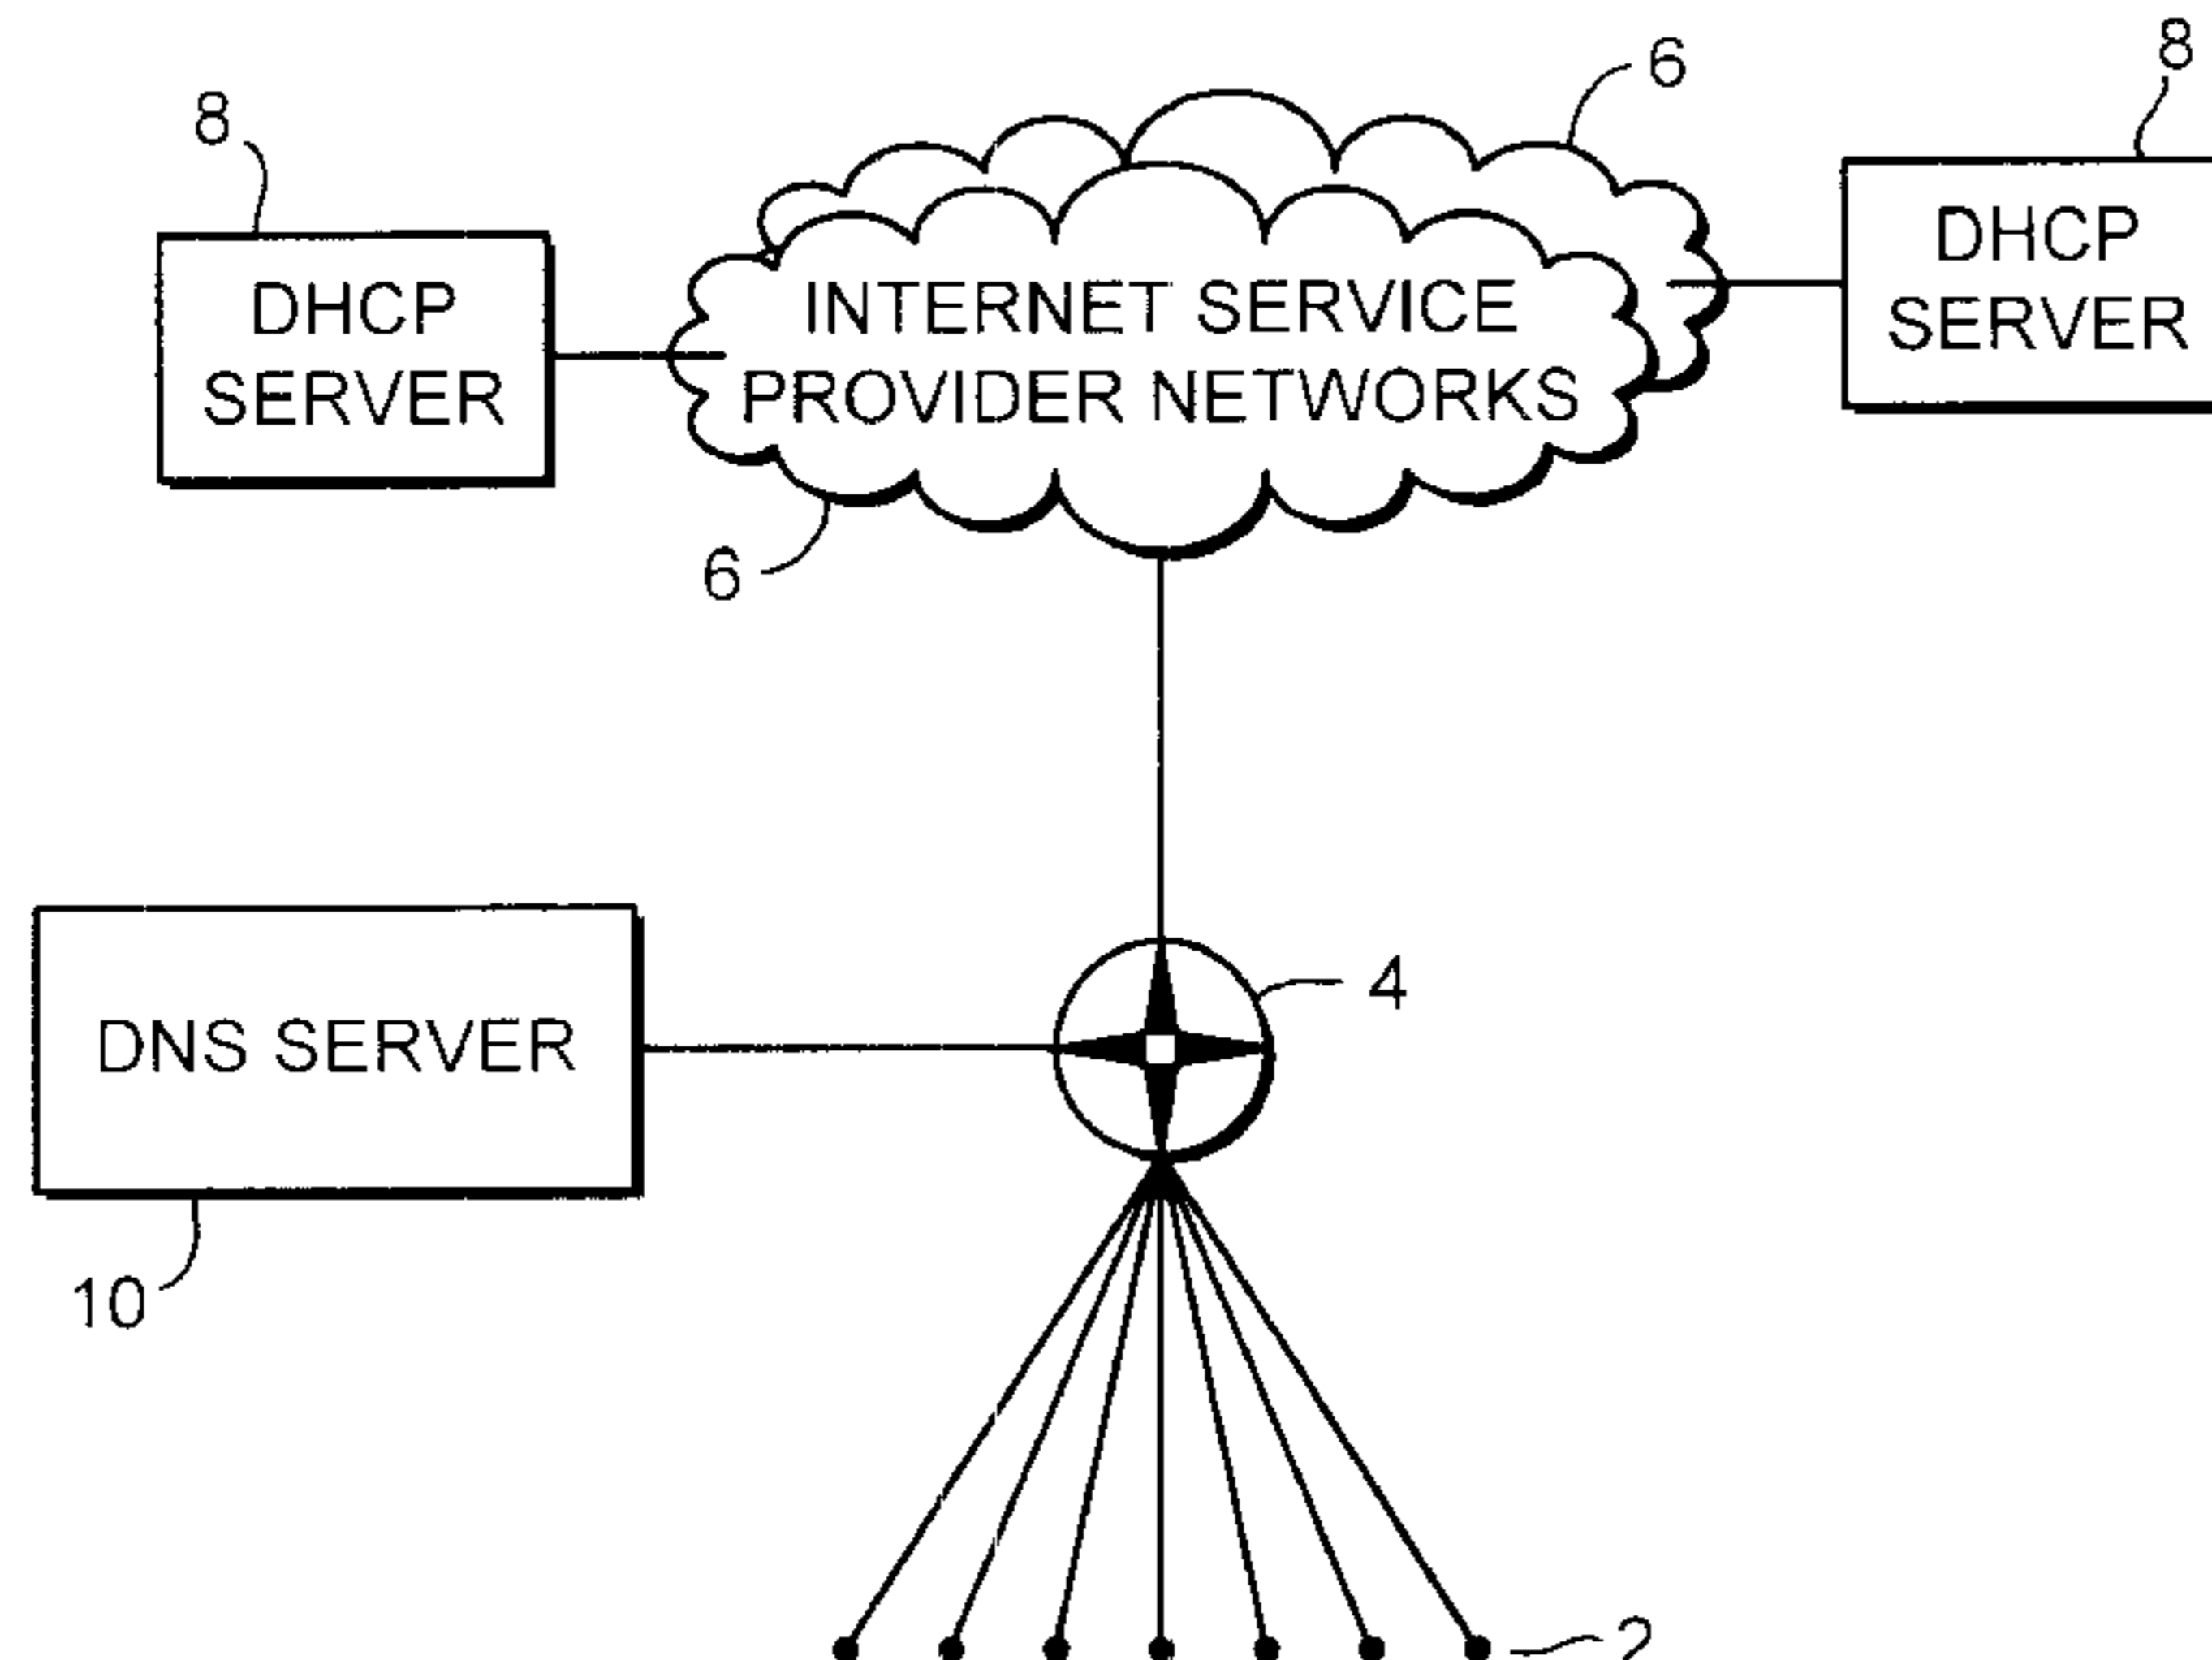 8
6
8
DHCP
SERVER
INTERNET SERVICE
PROVIDER NETWORKS
DHCP
SERVER
6
4
DNS SERVER
10
2